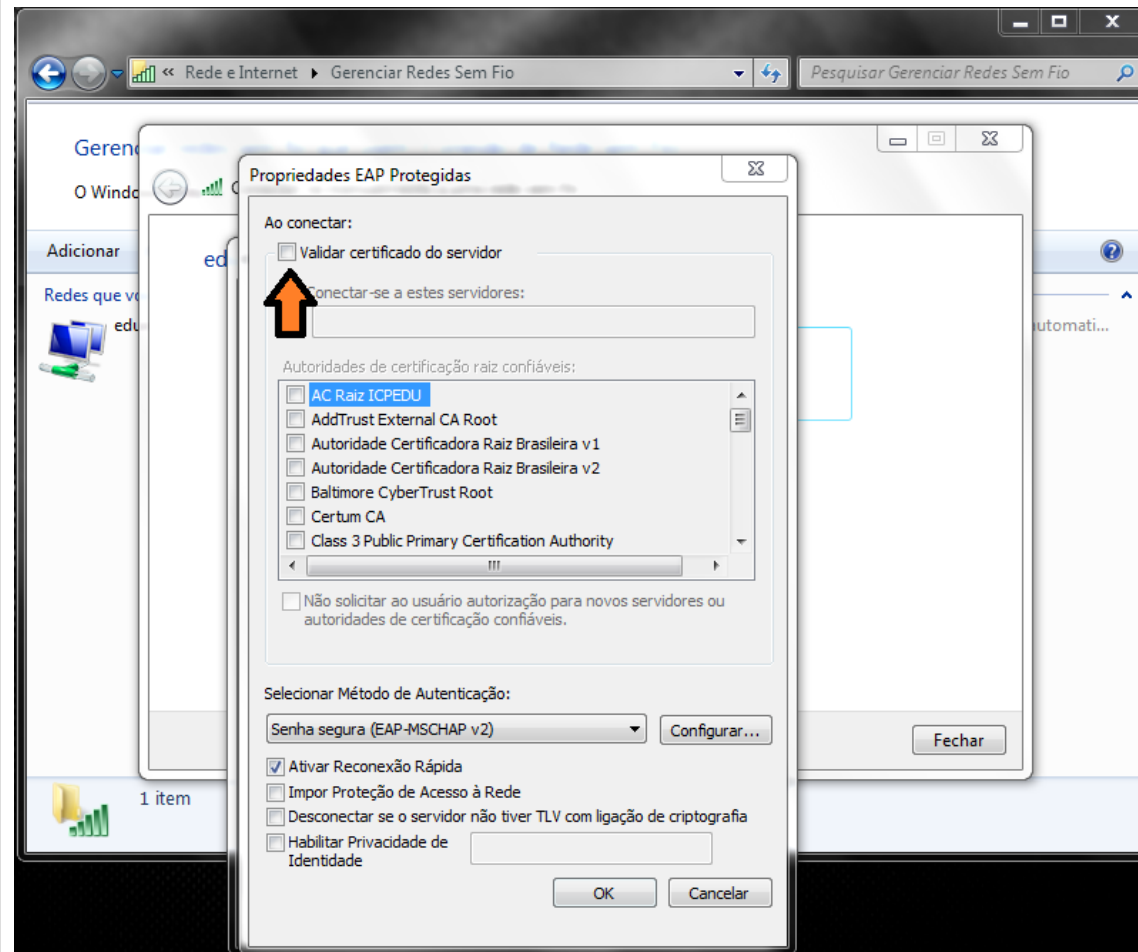 « Rede e Internet ▸ Gerenciar Redes Sem Fio
Pesquisar Gerenciar Redes Sem Fio
Geren
O Windo
Adicionar
Redes que vo
edu
ed
automati...
Propriedades EAP Protegidas
Ao conectar:
Validar certificado do servidor
Conectar-se a estes servidores:
Autoridades de certificação raiz confiáveis:
AC Raiz ICPEDU
AddTrust External CA Root
Autoridade Certificadora Raiz Brasileira v1
Autoridade Certificadora Raiz Brasileira v2
Baltimore CyberTrust Root
Certum CA
Class 3 Public Primary Certification Authority
Não solicitar ao usuário autorização para novos servidores ou
autoridades de certificação confiáveis.
Selecionar Método de Autenticação:
Senha segura (EAP-MSCHAP v2)
Configurar...
Ativar Reconexão Rápida
Impor Proteção de Acesso à Rede
Desconectar se o servidor não tiver TLV com ligação de criptografia
Habilitar Privacidade de
Identidade
OK
Cancelar
Fechar
1 item